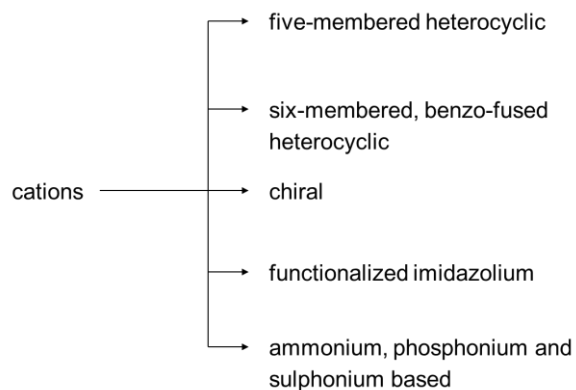 five-membered heterocyclic
six-membered, benzo-fused
heterocyclic
cations
chiral
functionalized imidazolium
ammonium, phosphonium and
sulphonium based